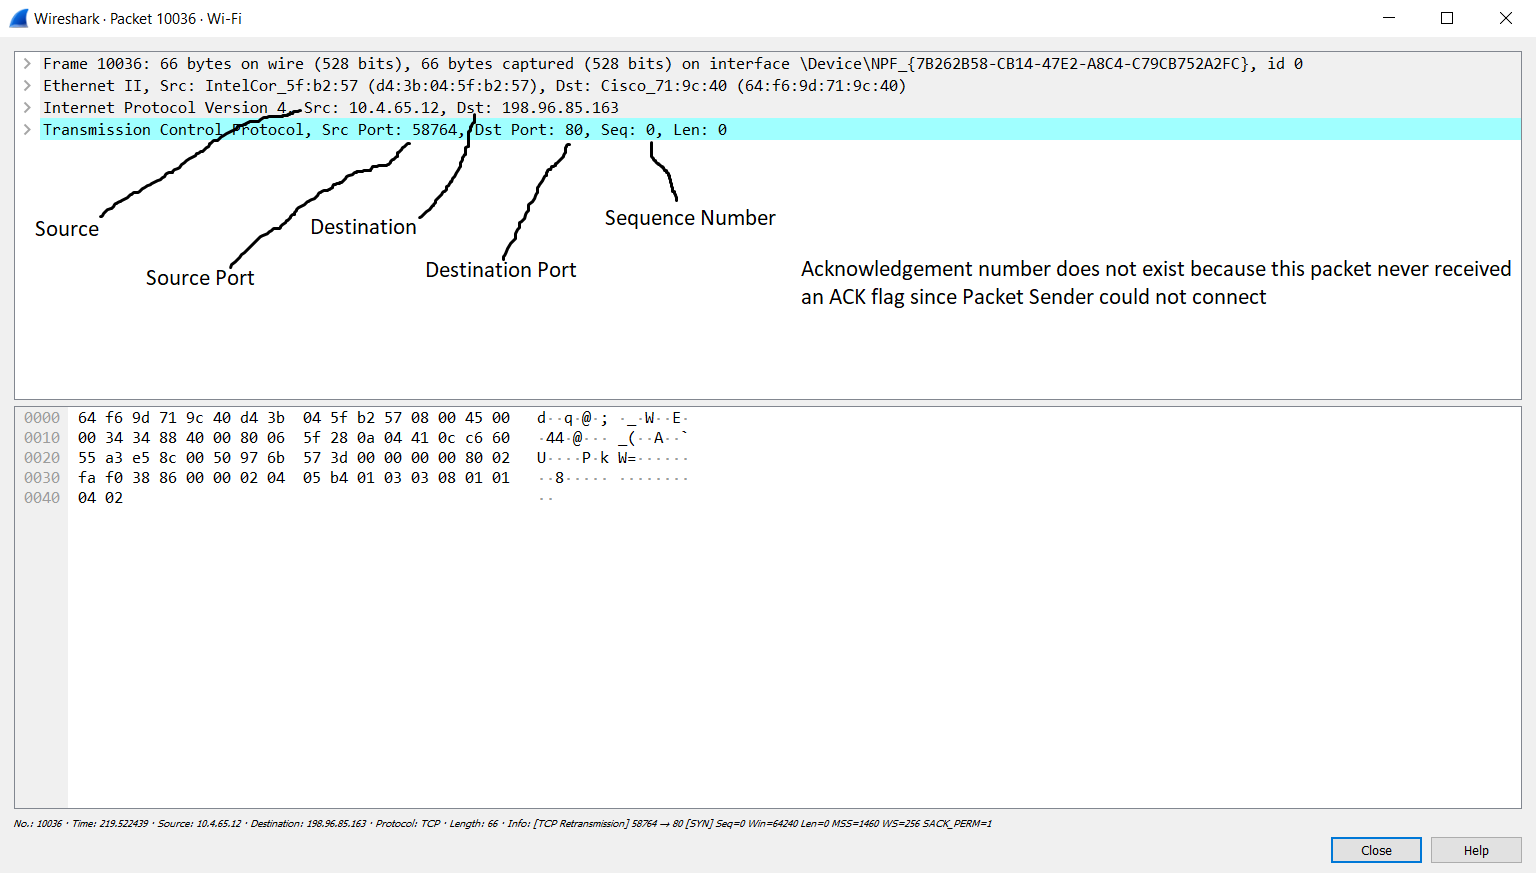 Wireshark · Packet 10036 · Wi-Fi
Frame 10036: 66 bytes on wire (528 bits), 66 bytes captured (528 bits) on interface \Device\NPF_{7B262B58-CB14-47E2-A8C4-C79CB752A2FC}, id 0
Ethernet II, Src: IntelCor_5f:b2:57 (d4:3b:04:5f:b2:57), Dst: Cisco_71:9c:40 (64:f6:9d:71:9c:40)
Internet Protocol Version 4, Src: 10.4.65.12, Dst: 198.96.85.163
Transmission Control Protocol, Src Port: 58764, Dst Port: 80, Seq: 0, Len: 0
Sequence Number
Source
Destination
Source Port
Destination Port
Acknowledgement number does not exist because this packet never received
an ACK flag since Packet Sender could not connect
0000 64 f6 9d 71 9c 40 d4 3b 04 5f b2 57 08 00 45 00 d··q·@·; ·_·W··E·
0010 00 34 34 88 40 00 80 06 5f 28 0a 04 41 0c c6 60 ·44·@··· _(··A··`
0020 55 a3 e5 8c 00 50 97 6b 57 3d 00 00 00 00 80 02 U····P·k W=······
0030 fa f0 38 86 00 00 02 04 05 b4 01 03 03 08 01 01 ··8····· ········
0040 04 02 ··
No.: 10036 · Time: 219.522439 · Source: 10.4.65.12 · Destination: 198.96.85.163 · Protocol: TCP · Length: 66 · Info: [TCP Retransmission] 58764 → 80 [SYN] Seq=0 Win=64240 Len=0 MSS=1460 WS=256 SACK_PERM=1
Close
Help